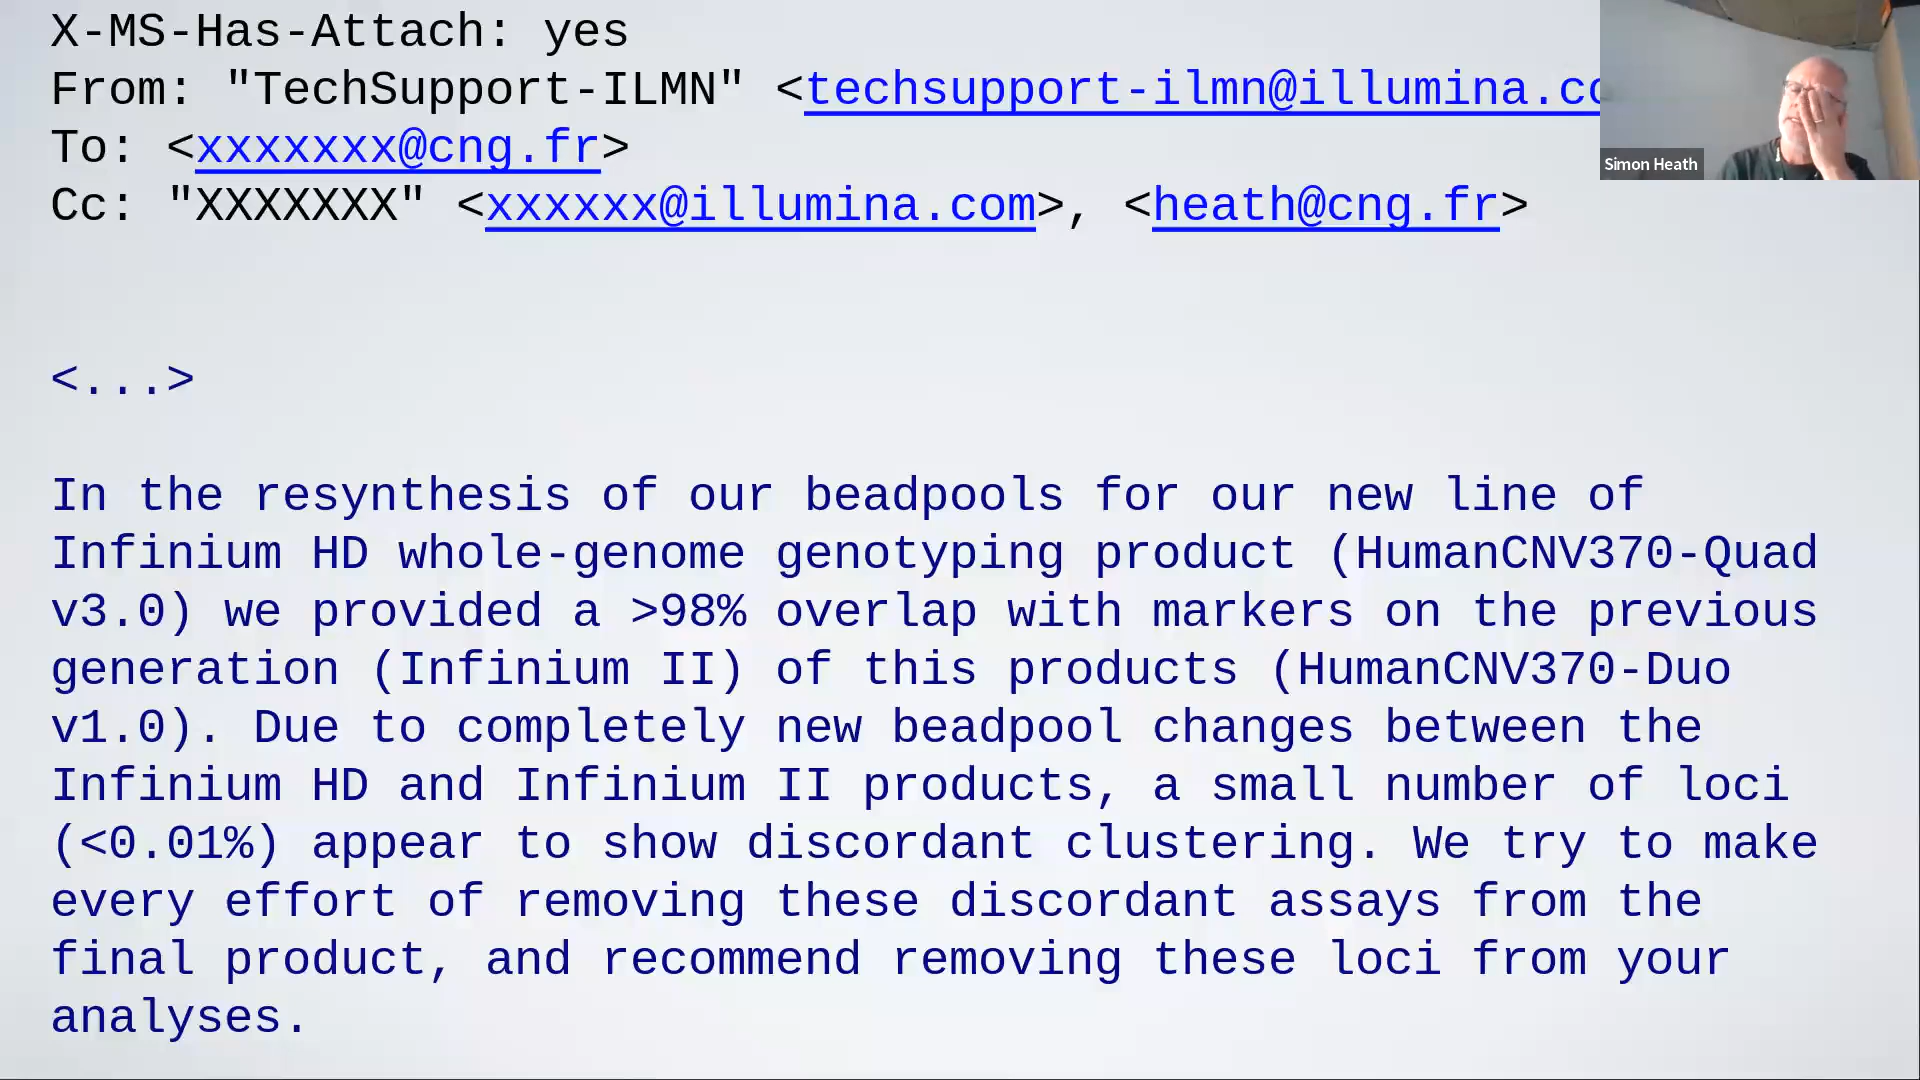 X-MS-Has-Attach: yes
From: "TechSupport-ILMN" <techsupport-ilmn@illumina.co
To: <xxxxxxx@cng.fr>
Cc: "XXXXXXX" <xxxxxx@illumina.com>, <heath@cng.fr>
Simon Heath
<...>
In the resynthesis of our beadpools for our new line of
Infinium HD whole-genome genotyping product (HumanCNV370-Quad
v3.0) we provided a >98% overlap with markers on the previous
generation (Infinium II) of this products (HumanCNV370-Duo
v1.0). Due to completely new beadpool changes between the
Infinium HD and Infinium II products, a small number of loci
(<0.01%) appear to show discordant clustering. We try to make
every effort of removing these discordant assays from the
final product, and recommend removing these loci from your
analyses.